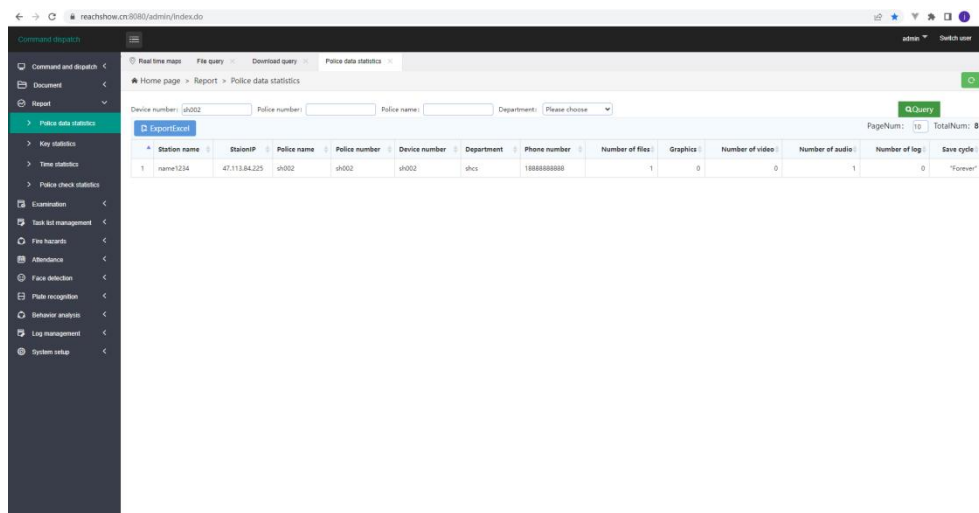 reachshow.cn:8080/admin/index.do
Command dispatch
admin Switch user
Real time maps File query Download query Police data statistics
Home page > Report > Police data statistics
Device number: sh002 Police number: Police name: Department: Please choose Query
ExportExcel PageNum: 10 TotalNum: 8
Station name StaionIP Police name Police number Device number Department Phone number Number of files Graphics Number of video Number of audio Number of log Save cycle
1 name1234 47.113.84.225 sh002 sh002 sh002 shcs 18888888888 1 0 0 1 0 "Forever"
Command and dispatch
Document
Report
Police data statistics
Key statistics
Time statistics
Police check statistics
Examination
Task list management
Fire hazards
Attendance
Face detection
Plate recognition
Behavior analysis
Log management
System setup